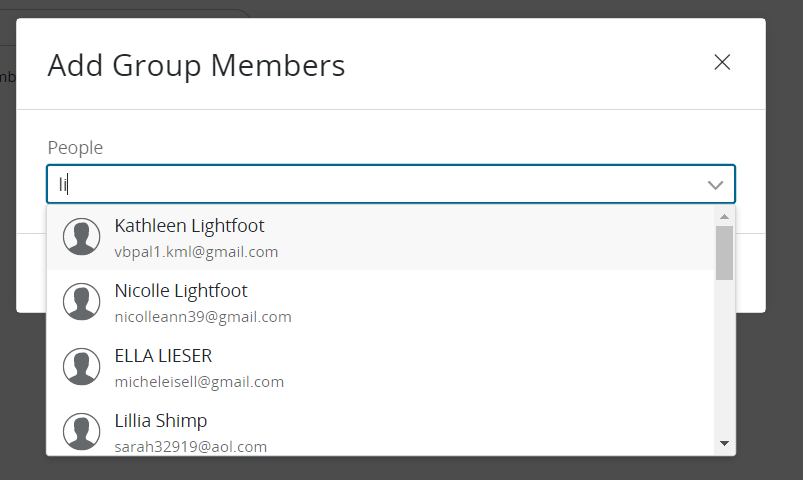 Add Group Members
People
li
Kathleen Lightfoot
vbpal1.kml@gmail.com
Nicolle Lightfoot
nicolleann39@gmail.com
ELLA LIESER
micheleisell@gmail.com
Lillia Shimp
sarah32919@aol.com